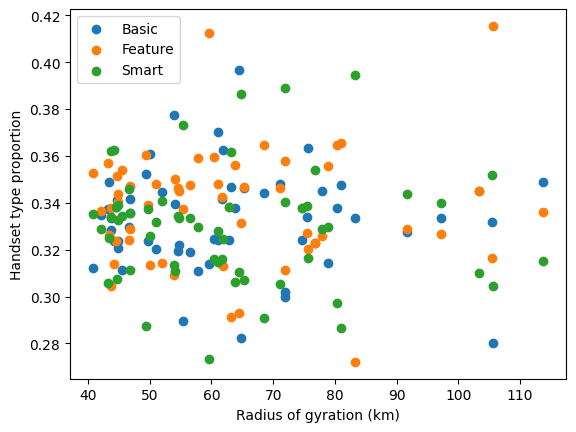 Basic
Feature
Smart
Handset type proportion
0.42
0.40
0.38
0.36
0.34
0.32
0.30
0.28
40 50 60 70 80 90 100 110
Radius of gyration (km)